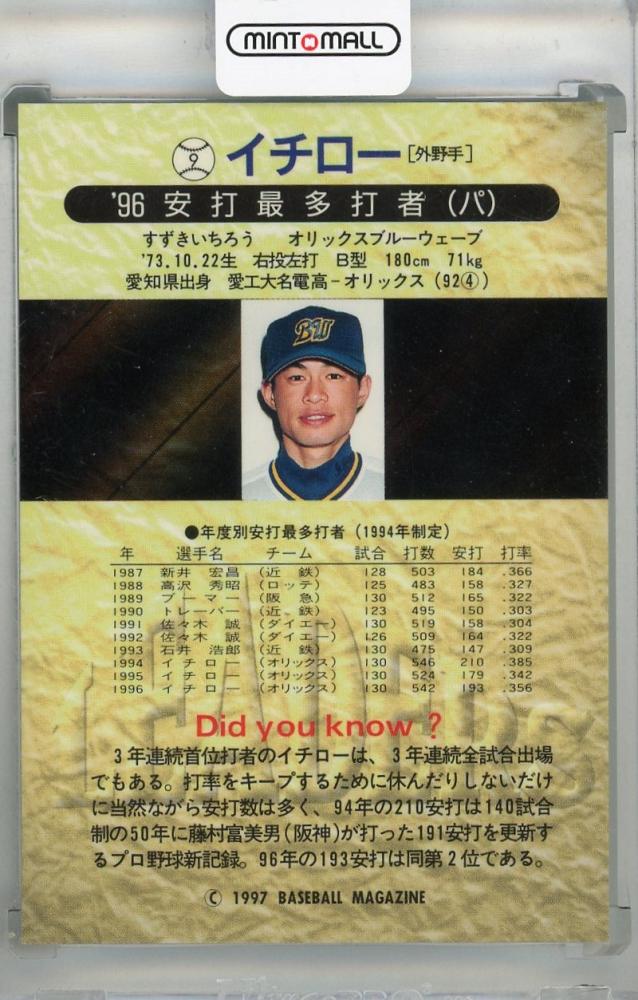 MINT MALL
9 イチロー [外野手]
'96 安打最多打者(パ)
すずきいちろう オリックスブルーウェーブ
'73.10.22生 右投左打 B型 180cm 71kg
愛知県出身 愛工大名電高-オリックス(92④)
BW
●年度別安打最多打者(1994年制定)
年 選手名 チーム 試合 打数 安打 打率
1987 新井 宏昌 (近鉄) 128 503 184 .366
1988 高沢 秀昭 (ロッテ) 125 483 158 .327
1989 ブーマー (阪急) 130 512 165 .322
1990 トレーバー (近鉄) 123 495 150 .303
1991 佐々木 誠 (ダイエー) 130 519 158 .304
1992 佐々木 誠 (ダイエー) 126 509 164 .322
1993 石井 浩郎 (近鉄) 130 475 147 .309
1994 イチロー (オリックス) 130 546 210 .385
1995 イチロー (オリックス) 130 524 179 .342
1996 イチロー (オリックス) 130 542 193 .356
LEADERS
Did you know ?
3年連続首位打者のイチローは、3年連続全試合出場
でもある。打率をキープするために休んだりしないだけ
に当然ながら安打数は多く、94年の210安打は140試合
制の50年に藤村富美男(阪神)が打った191安打を更新す
るプロ野球新記録。96年の193安打は同第2位である。
© 1997 BASEBALL MAGAZINE